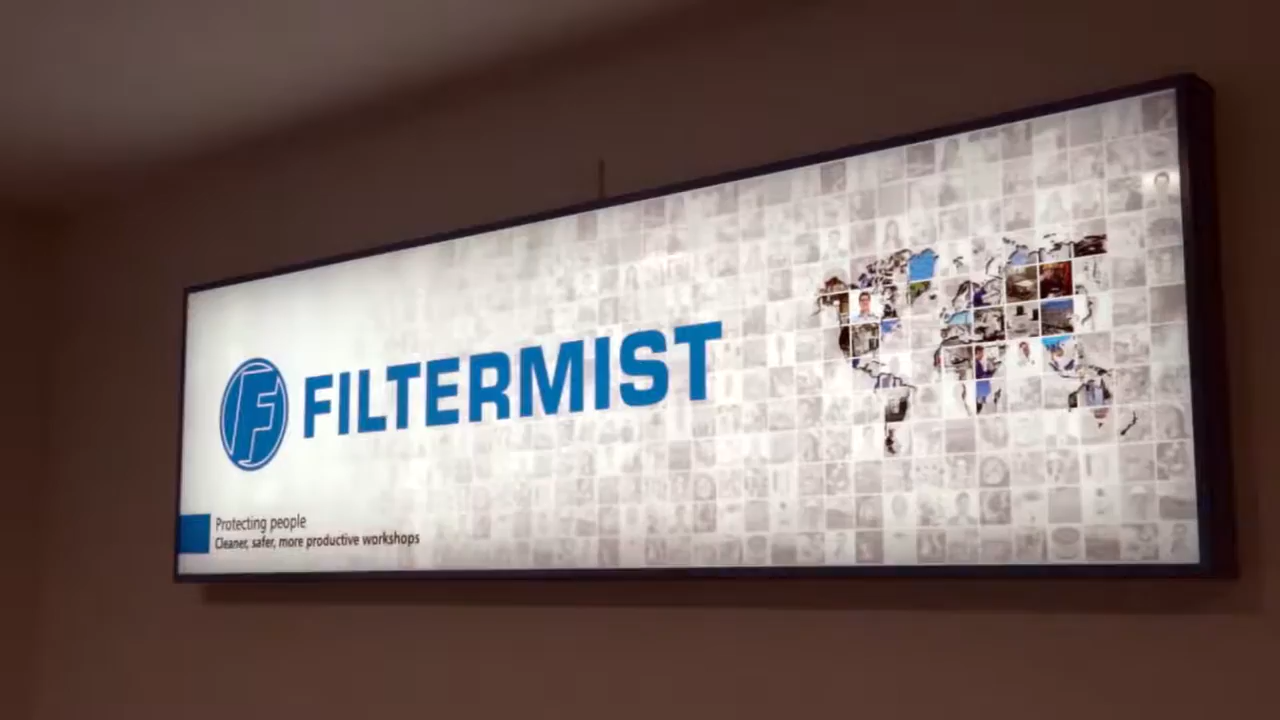 FILTERMIST
Protecting people
Cleaner, safer, more productive workshops